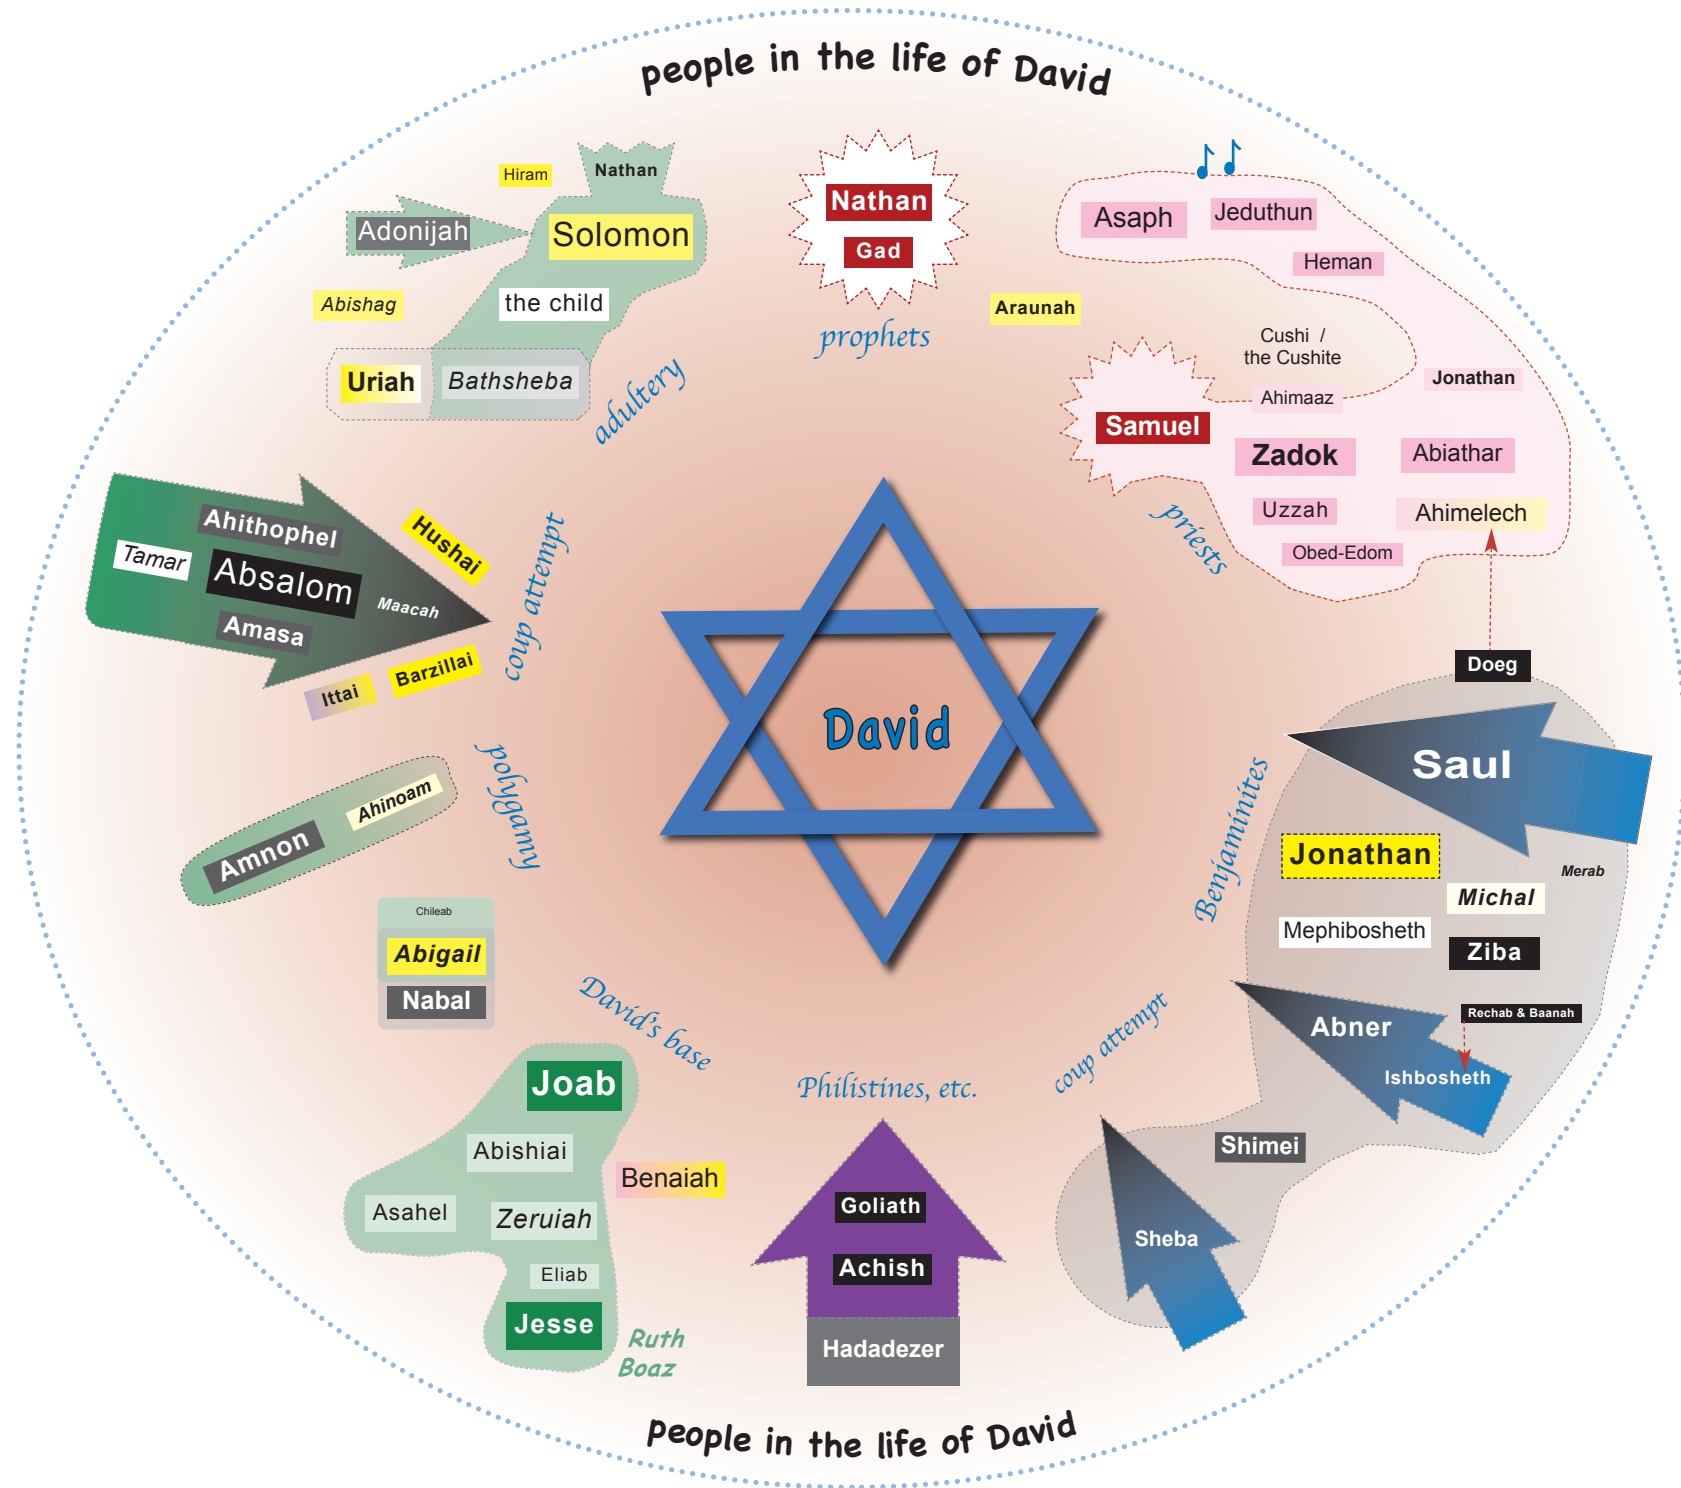 people in the life of David
Hiram
Nathan
Adonijah
Solomon
Abishag
the child
Uriah
Bathsheba
adultery
Nathan
Gad
prophets
Araunah
Asaph
Jeduthun
Heman
Cushi /
the Cushite
Jonathan
Ahimaaz
Samuel
Zadok
Abiathar
Uzzah
Ahimelech
Obed-Edom
priests
Ahithophel
Hushai
Tamar
Absalom
Maacah
Amasa
Ittai
Barzillai
coup attempt
David
Doeg
Saul
Benjaminites
Jonathan
Merab
Michal
Mephibosheth
Ziba
Rechab & Baanah
Abner
Ishbosheth
coup attempt
Shimei
Sheba
polygamy
Ahinoam
Amnon
Chileab
Abigail
Nabal
David's base
Joab
Abishiai
Benaiah
Asahel
Zeruiah
Eliab
Jesse
Ruth
Boaz
Philistines, etc.
Goliath
Achish
Hadadezer
people in the life of David